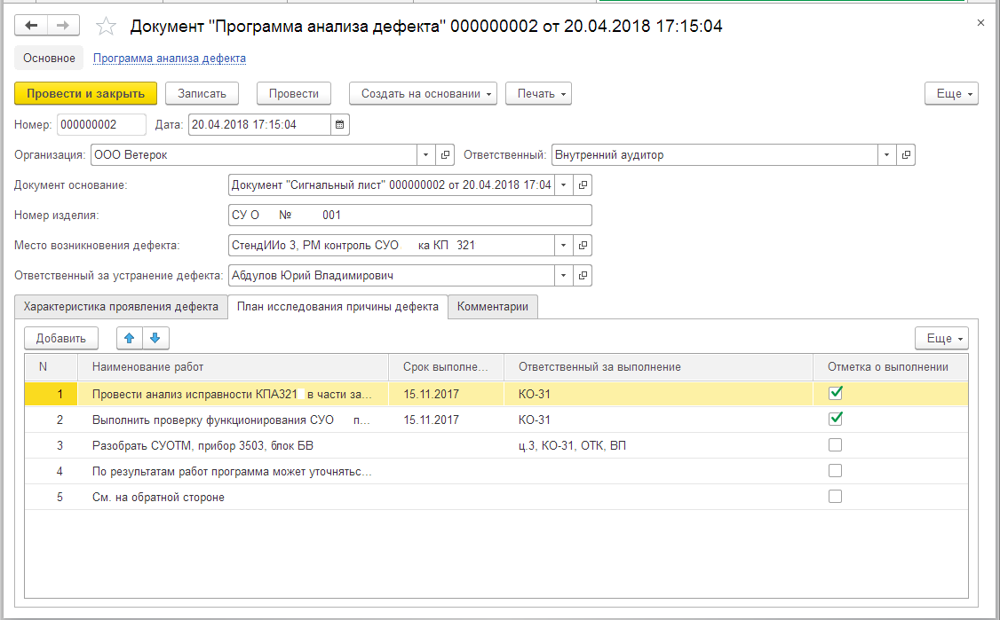 Документ "Программа анализа дефекта" 000000002 от 20.04.2018 17:15:04
Основное Программа анализа дефекта
Провести и закрыть Записать Провести Создать на основании Печать Еще
Номер: 000000002 Дата: 20.04.2018 17:15:04
Организация: ООО Ветерок Ответственный: Внутренний аудитор
Документ основание: Документ "Сигнальный лист" 000000002 от 20.04.2018 17:04
Номер изделия: СУ О № 001
Место возникновения дефекта: СтендИИо 3, РМ контроль СУО ка КП 321
Ответственный за устранение дефекта: Абдулов Юрий Владимирович
Характеристика проявления дефекта План исследования причины дефекта Комментарии
Добавить Еще
N Наименование работ Срок выполне... Ответственный за выполнение Отметка о выполнении
1 Провести анализ исправности КПА321 в части за... 15.11.2017 КО-31
2 Выполнить проверку функционирования СУО п... 15.11.2017 КО-31
3 Разобрать СУОТМ, прибор 3503, блок БВ ц.3, КО-31, ОТК, ВП
4 По результатам работ программа может уточнятьс...
5 См. на обратной стороне